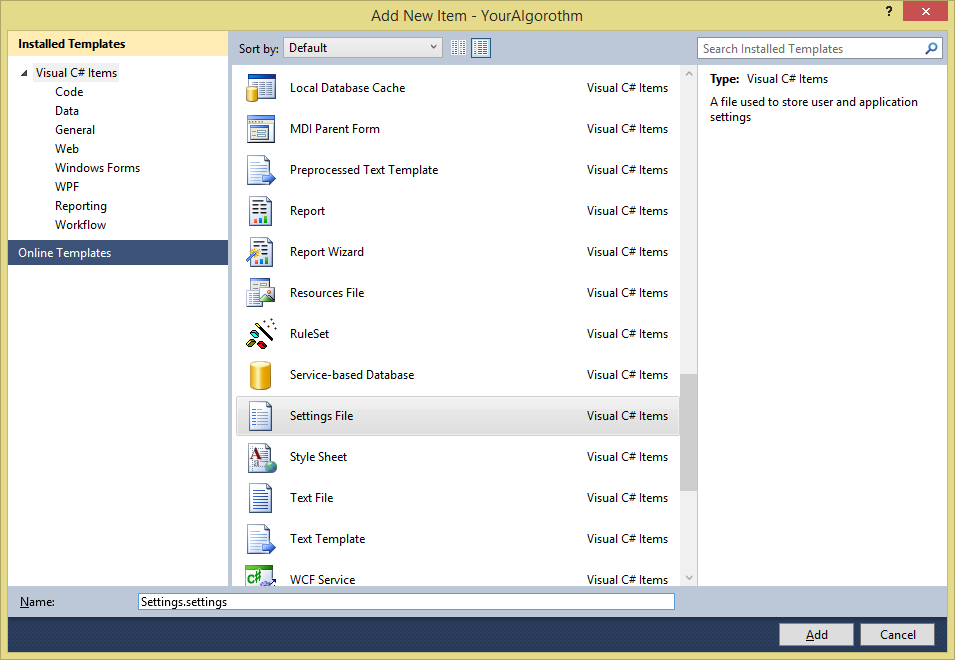 Add New Item - YourAlgorothm
?
Installed Templates
Visual C# Items
Code
Data
General
Web
Windows Forms
WPF
Reporting
Workflow
Online Templates
Sort by: Default
Search Installed Templates
Local Database Cache Visual C# Items
MDI Parent Form Visual C# Items
Preprocessed Text Template Visual C# Items
Report Visual C# Items
Report Wizard Visual C# Items
Resources File Visual C# Items
RuleSet Visual C# Items
Service-based Database Visual C# Items
Settings File Visual C# Items
Style Sheet Visual C# Items
Text File Visual C# Items
Text Template Visual C# Items
WCF Service Visual C# Items
Type: Visual C# Items
A file used to store user and application
settings
Name: Settings.settings
Add Cancel